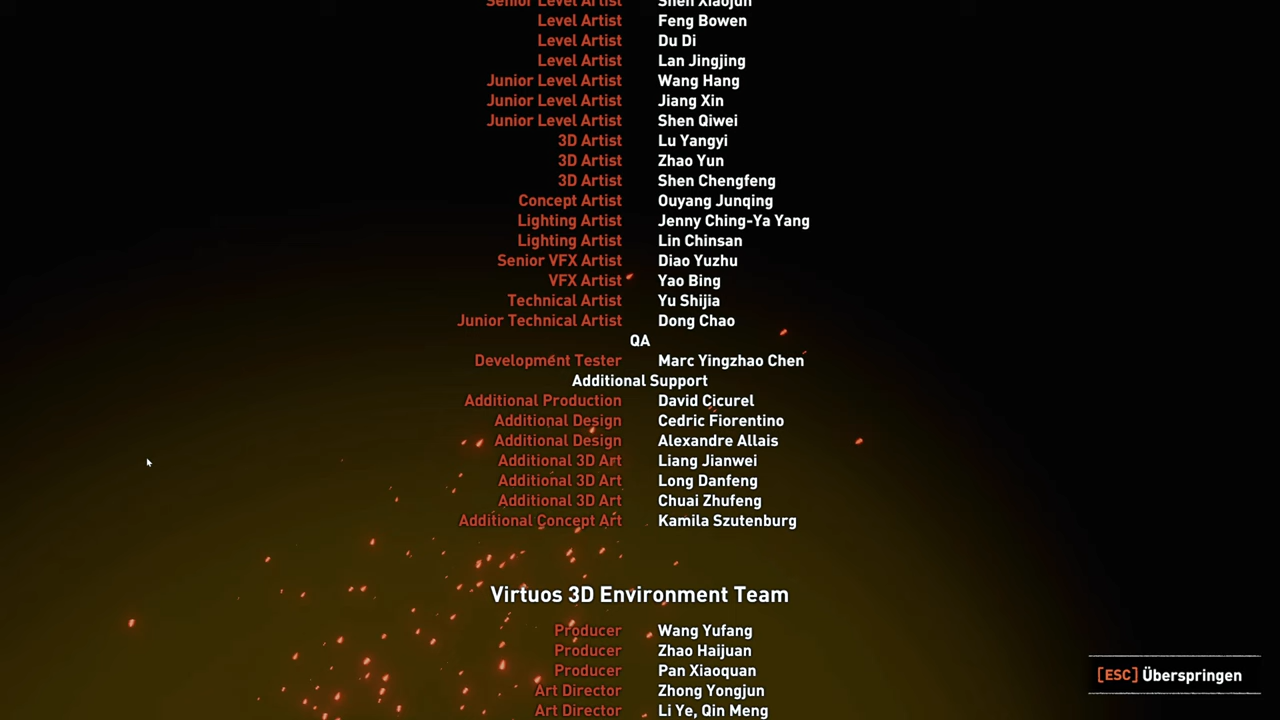 Senior Level Artist Shen Xiaojun
Level Artist Feng Bowen
Level Artist Du Di
Level Artist Lan Jingjing
Junior Level Artist Wang Hang
Junior Level Artist Jiang Xin
Junior Level Artist Shen Qiwei
3D Artist Lu Yangyi
3D Artist Zhao Yun
3D Artist Shen Chengfeng
Concept Artist Ouyang Junqing
Lighting Artist Jenny Ching-Ya Yang
Lighting Artist Lin Chinsan
Senior VFX Artist Diao Yuzhu
VFX Artist Yao Bing
Technical Artist Yu Shijia
Junior Technical Artist Dong Chao
QA
Development Tester Marc Yingzhao Chen
Additional Support
Additional Production David Cicurel
Additional Design Cedric Fiorentino
Additional Design Alexandre Allais
Additional 3D Art Liang Jianwei
Additional 3D Art Long Danfeng
Additional 3D Art Chuai Zhufeng
Additional Concept Art Kamila Szutenburg
Virtuos 3D Environment Team
Producer Wang Yufang
Producer Zhao Haijuan
Producer Pan Xiaoquan
Art Director Zhong Yongjun
Art Director Li Ye, Qin Meng
[ESC] Überspringen